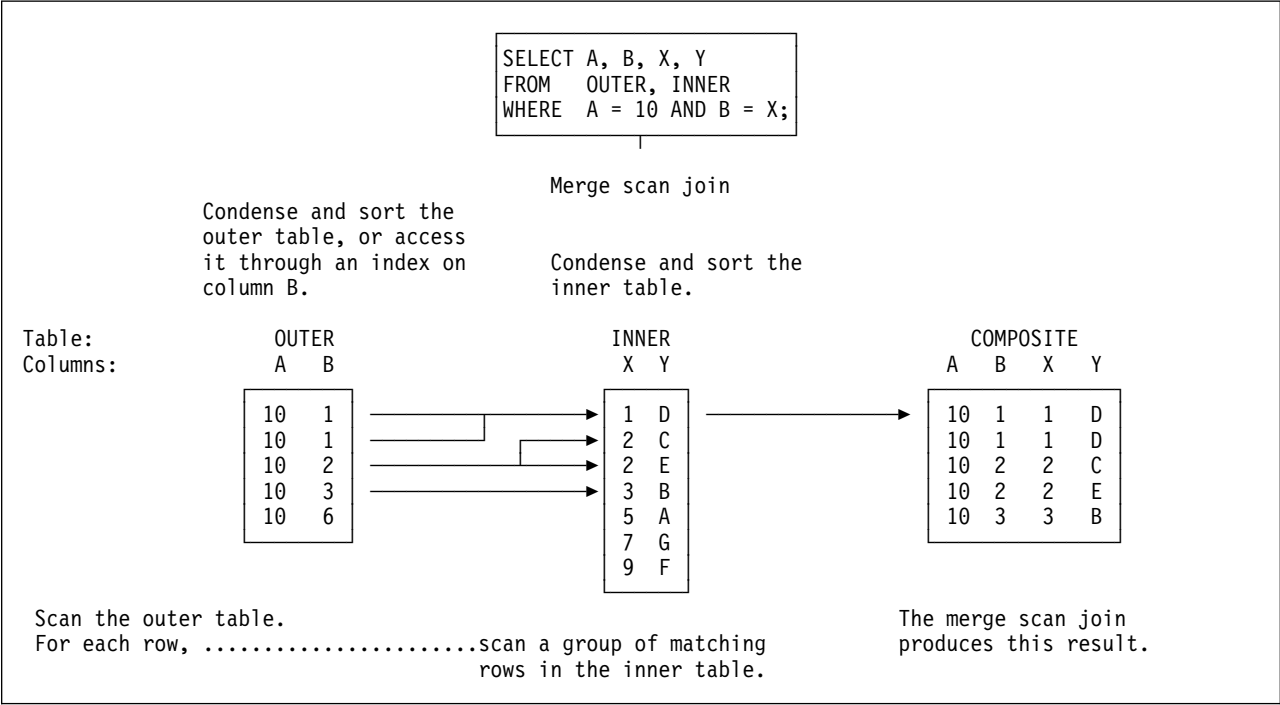 SELECT A, B, X, Y
FROM OUTER, INNER
WHERE A = 10 AND B = X;
Merge scan join
Condense and sort the
outer table, or access
it through an index on
column B.
Condense and sort the
inner table.
Table: OUTER INNER COMPOSITE
Columns: A B X Y A B X Y
10 1 1 D 10 1 1 D
10 1 2 C 10 1 1 D
10 2 2 E 10 2 2 C
10 3 3 B 10 2 2 E
10 6 5 A 10 3 3 B
7 G
9 F
Scan the outer table.
For each row, .......................scan a group of matching
rows in the inner table.
The merge scan join
produces this result.